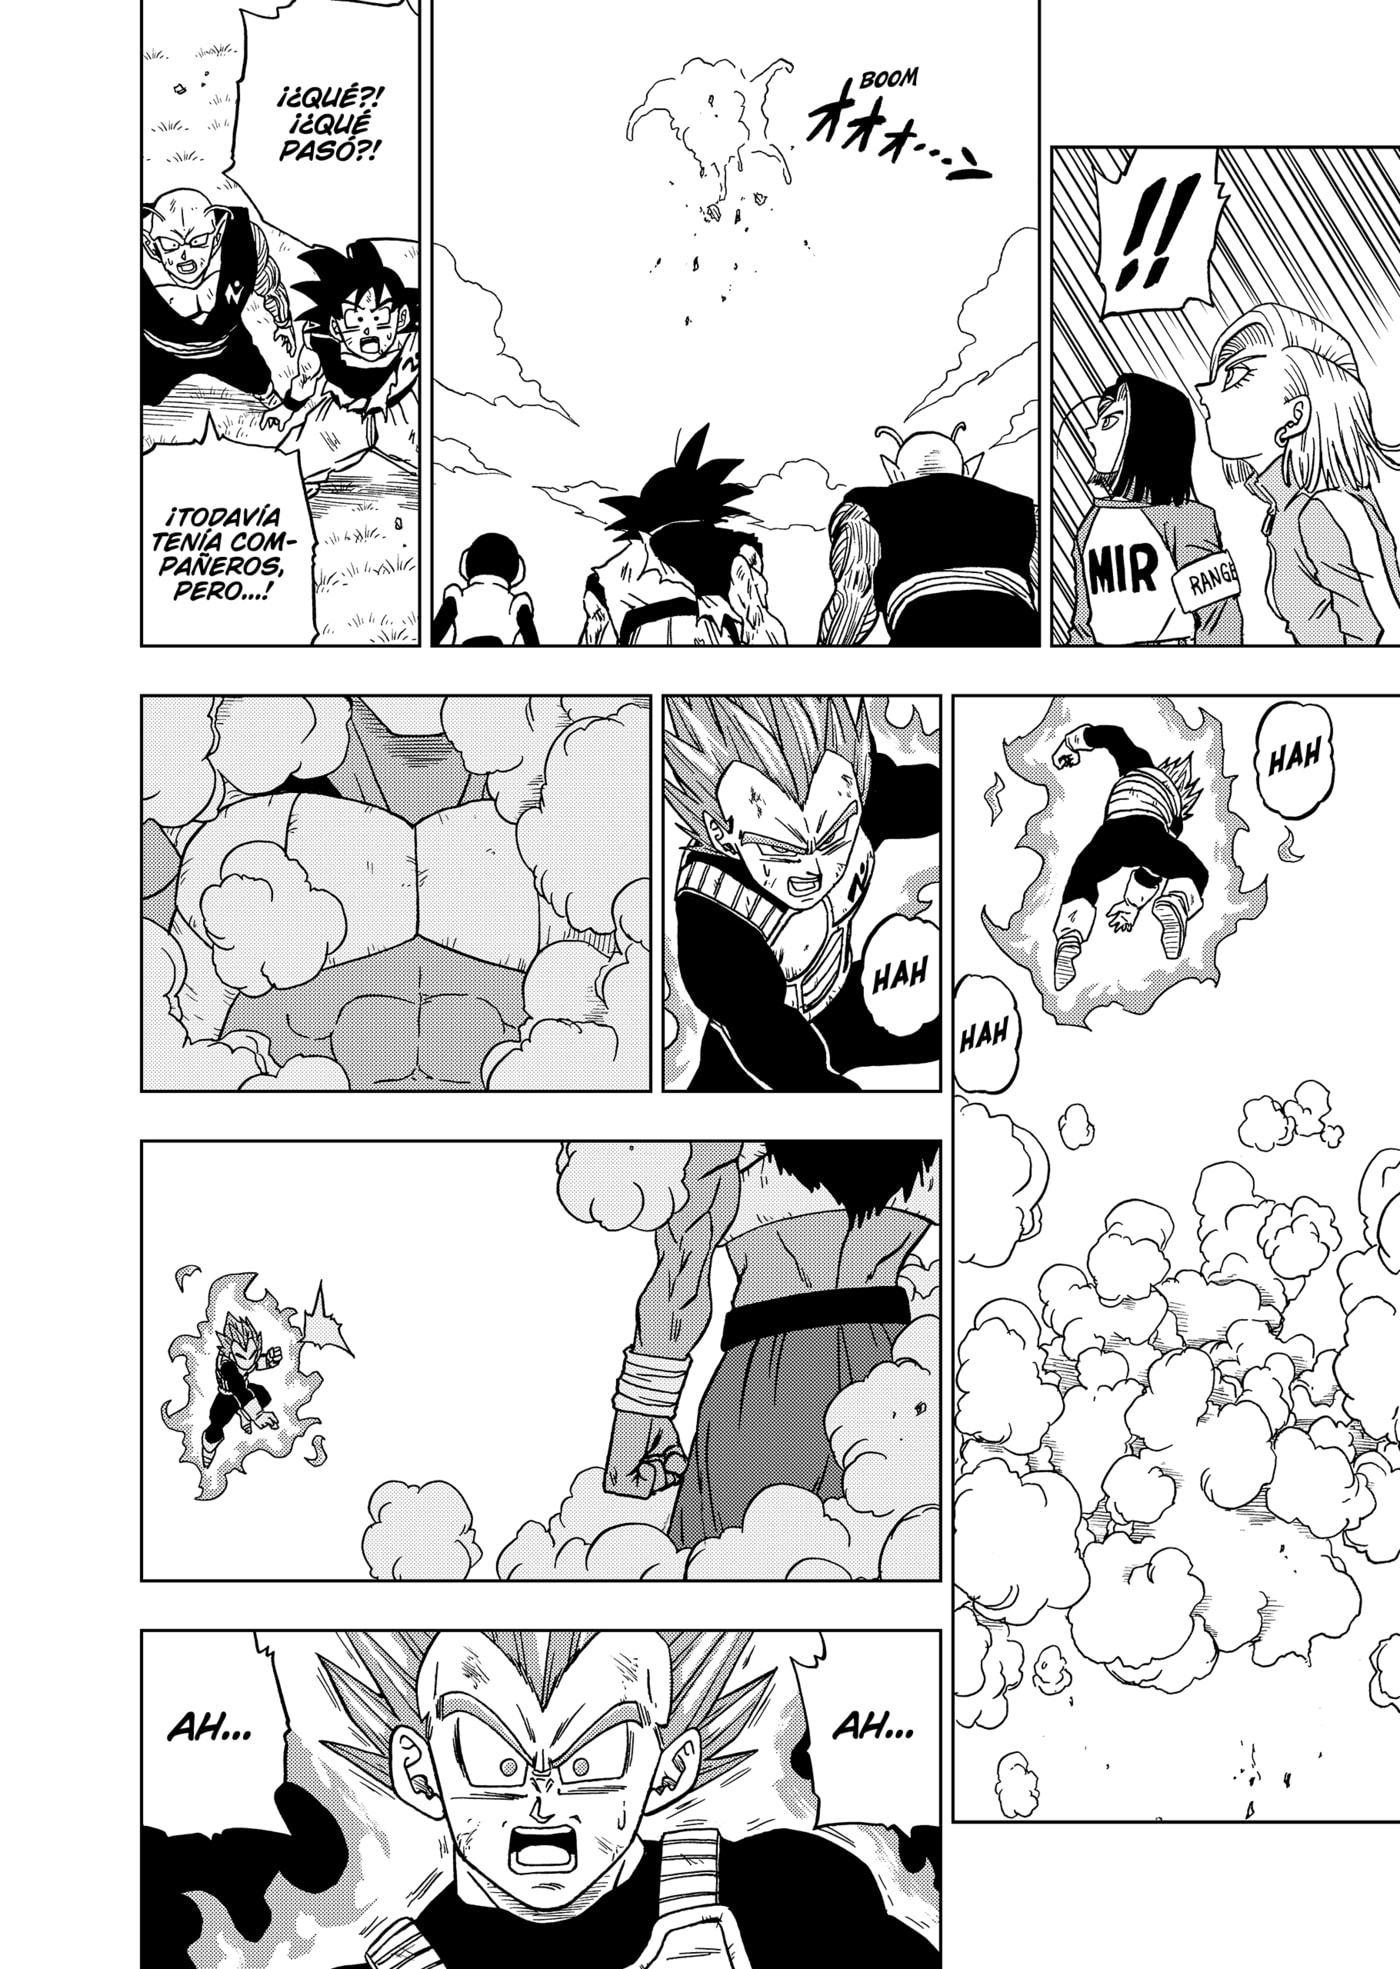 !!
MIR
RANGE
BOOM
オオオ...ン
¡¿QUÉ?!
¡¿QUÉ
PASÓ?!
¡TODAVÍA
TENÍA COM-
PAÑEROS,
PERO...!
HAH
HAH
HAH
AH...
AH...